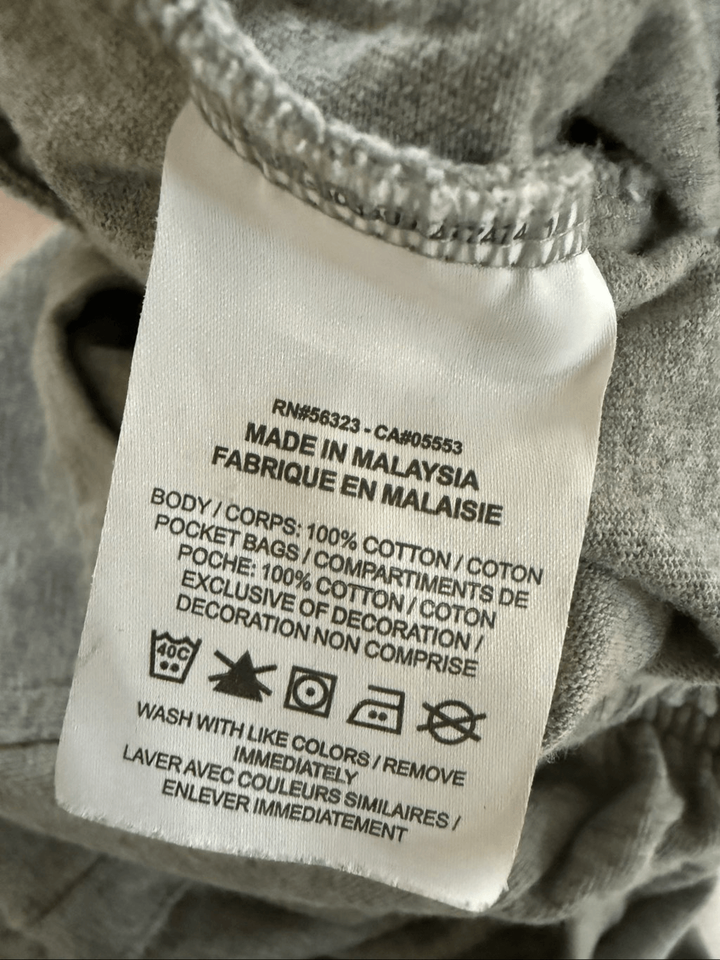 RN#56323 - CA#05553
MADE IN MALAYSIA
FABRIQUE EN MALAISIE
BODY / CORPS: 100% COTTON / COTON
POCKET BAGS / COMPARTIMENTS DE
POCHE: 100% COTTON / COTON
EXCLUSIVE OF DECORATION /
DECORATION NON COMPRISE
40C
WASH WITH LIKE COLORS / REMOVE
IMMEDIATELY
LAVER AVEC COULEURS SIMILAIRES /
ENLEVER IMMEDIATEMENT